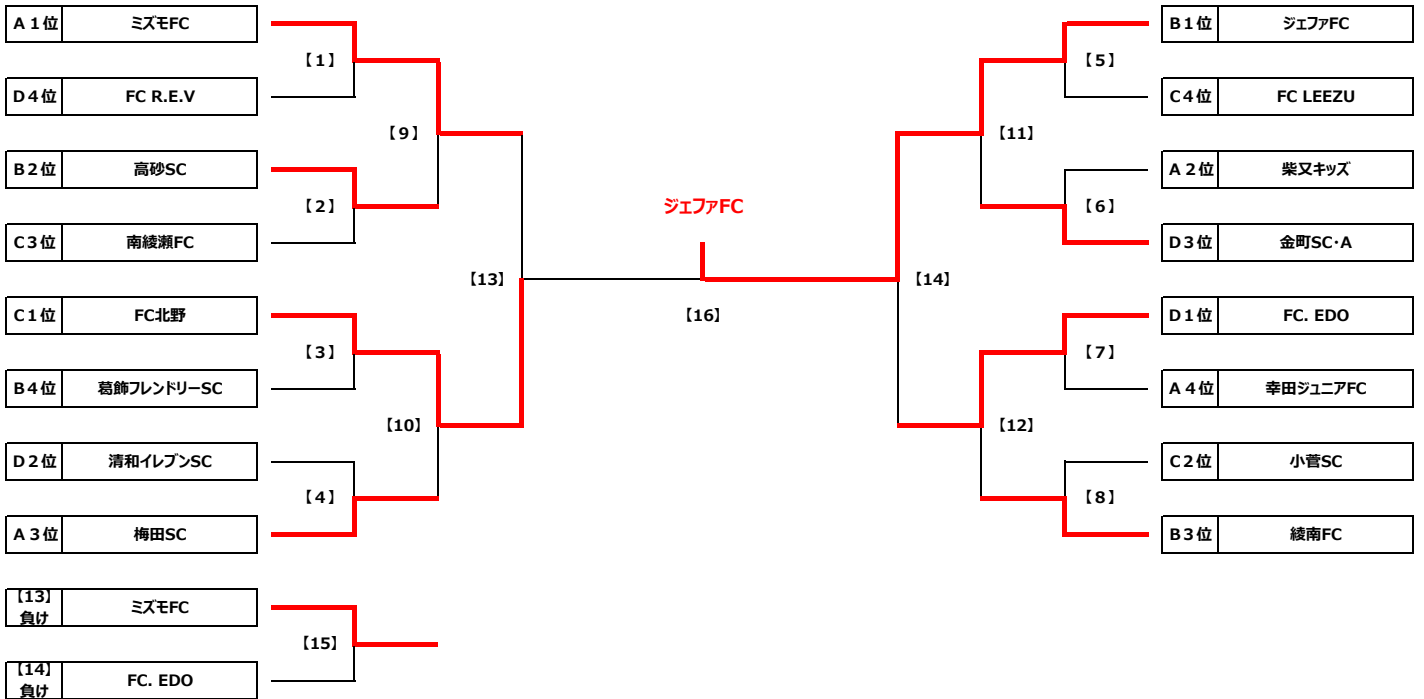 A１位 ミズモFC
【1】
D４位 FC R.E.V
【9】
B２位 高砂SC
【2】
C３位 南綾瀬FC
【13】
C１位 FC北野
【3】
B４位 葛飾フレンドリーSC
【10】
D２位 清和イレブンSC
【4】
A３位 梅田SC
【13】
負け
ミズモFC
【15】
【14】
負け
FC. EDO
ジェファFC
【16】
B１位 ジェファFC
【5】
C４位 FC LEEZU
【11】
A２位 柴又キッズ
【6】
D３位 金町SC･A
【14】
D１位 FC. EDO
【7】
A４位 幸田ジュニアFC
【12】
C２位 小菅SC
【8】
B３位 綾南FC